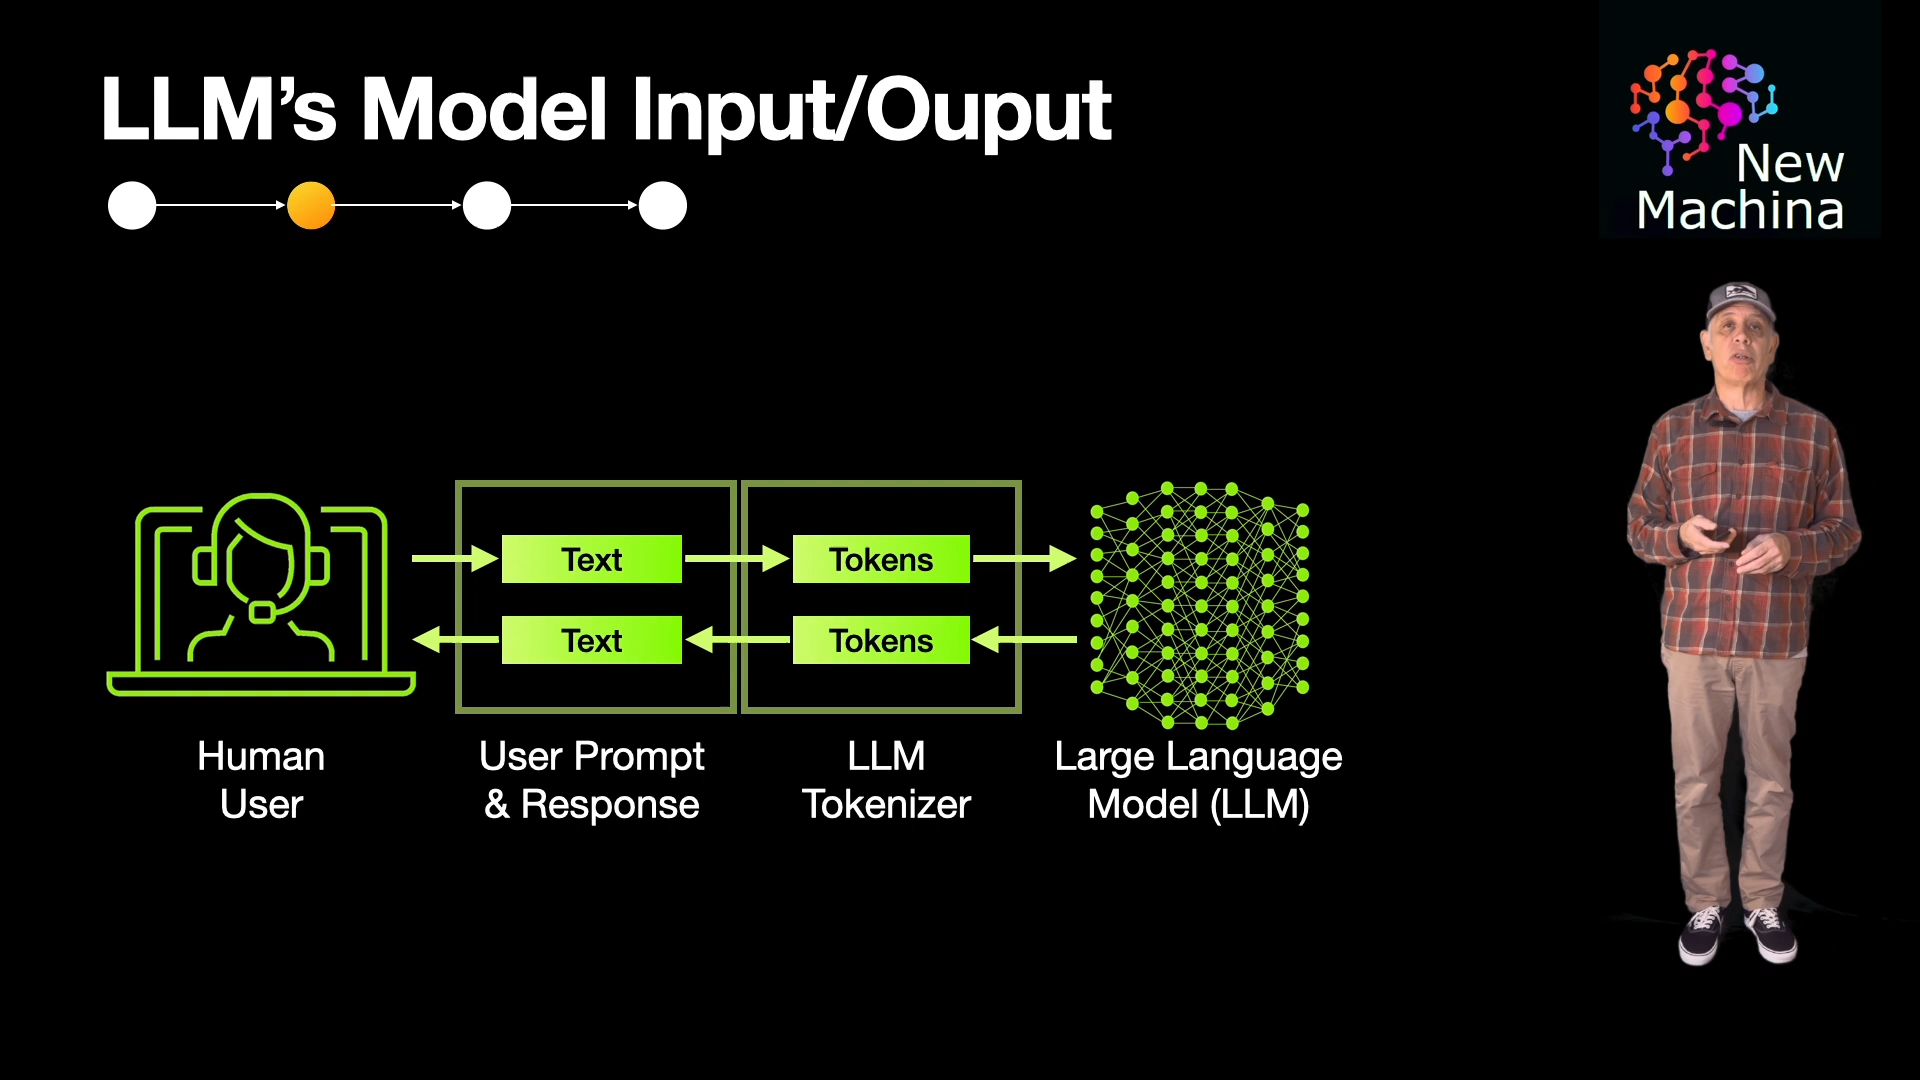 LLM’s Model Input/Ouput
New
Machina
Text
Tokens
Text
Tokens
Human
User
User Prompt
& Response
LLM
Tokenizer
Large Language
Model (LLM)